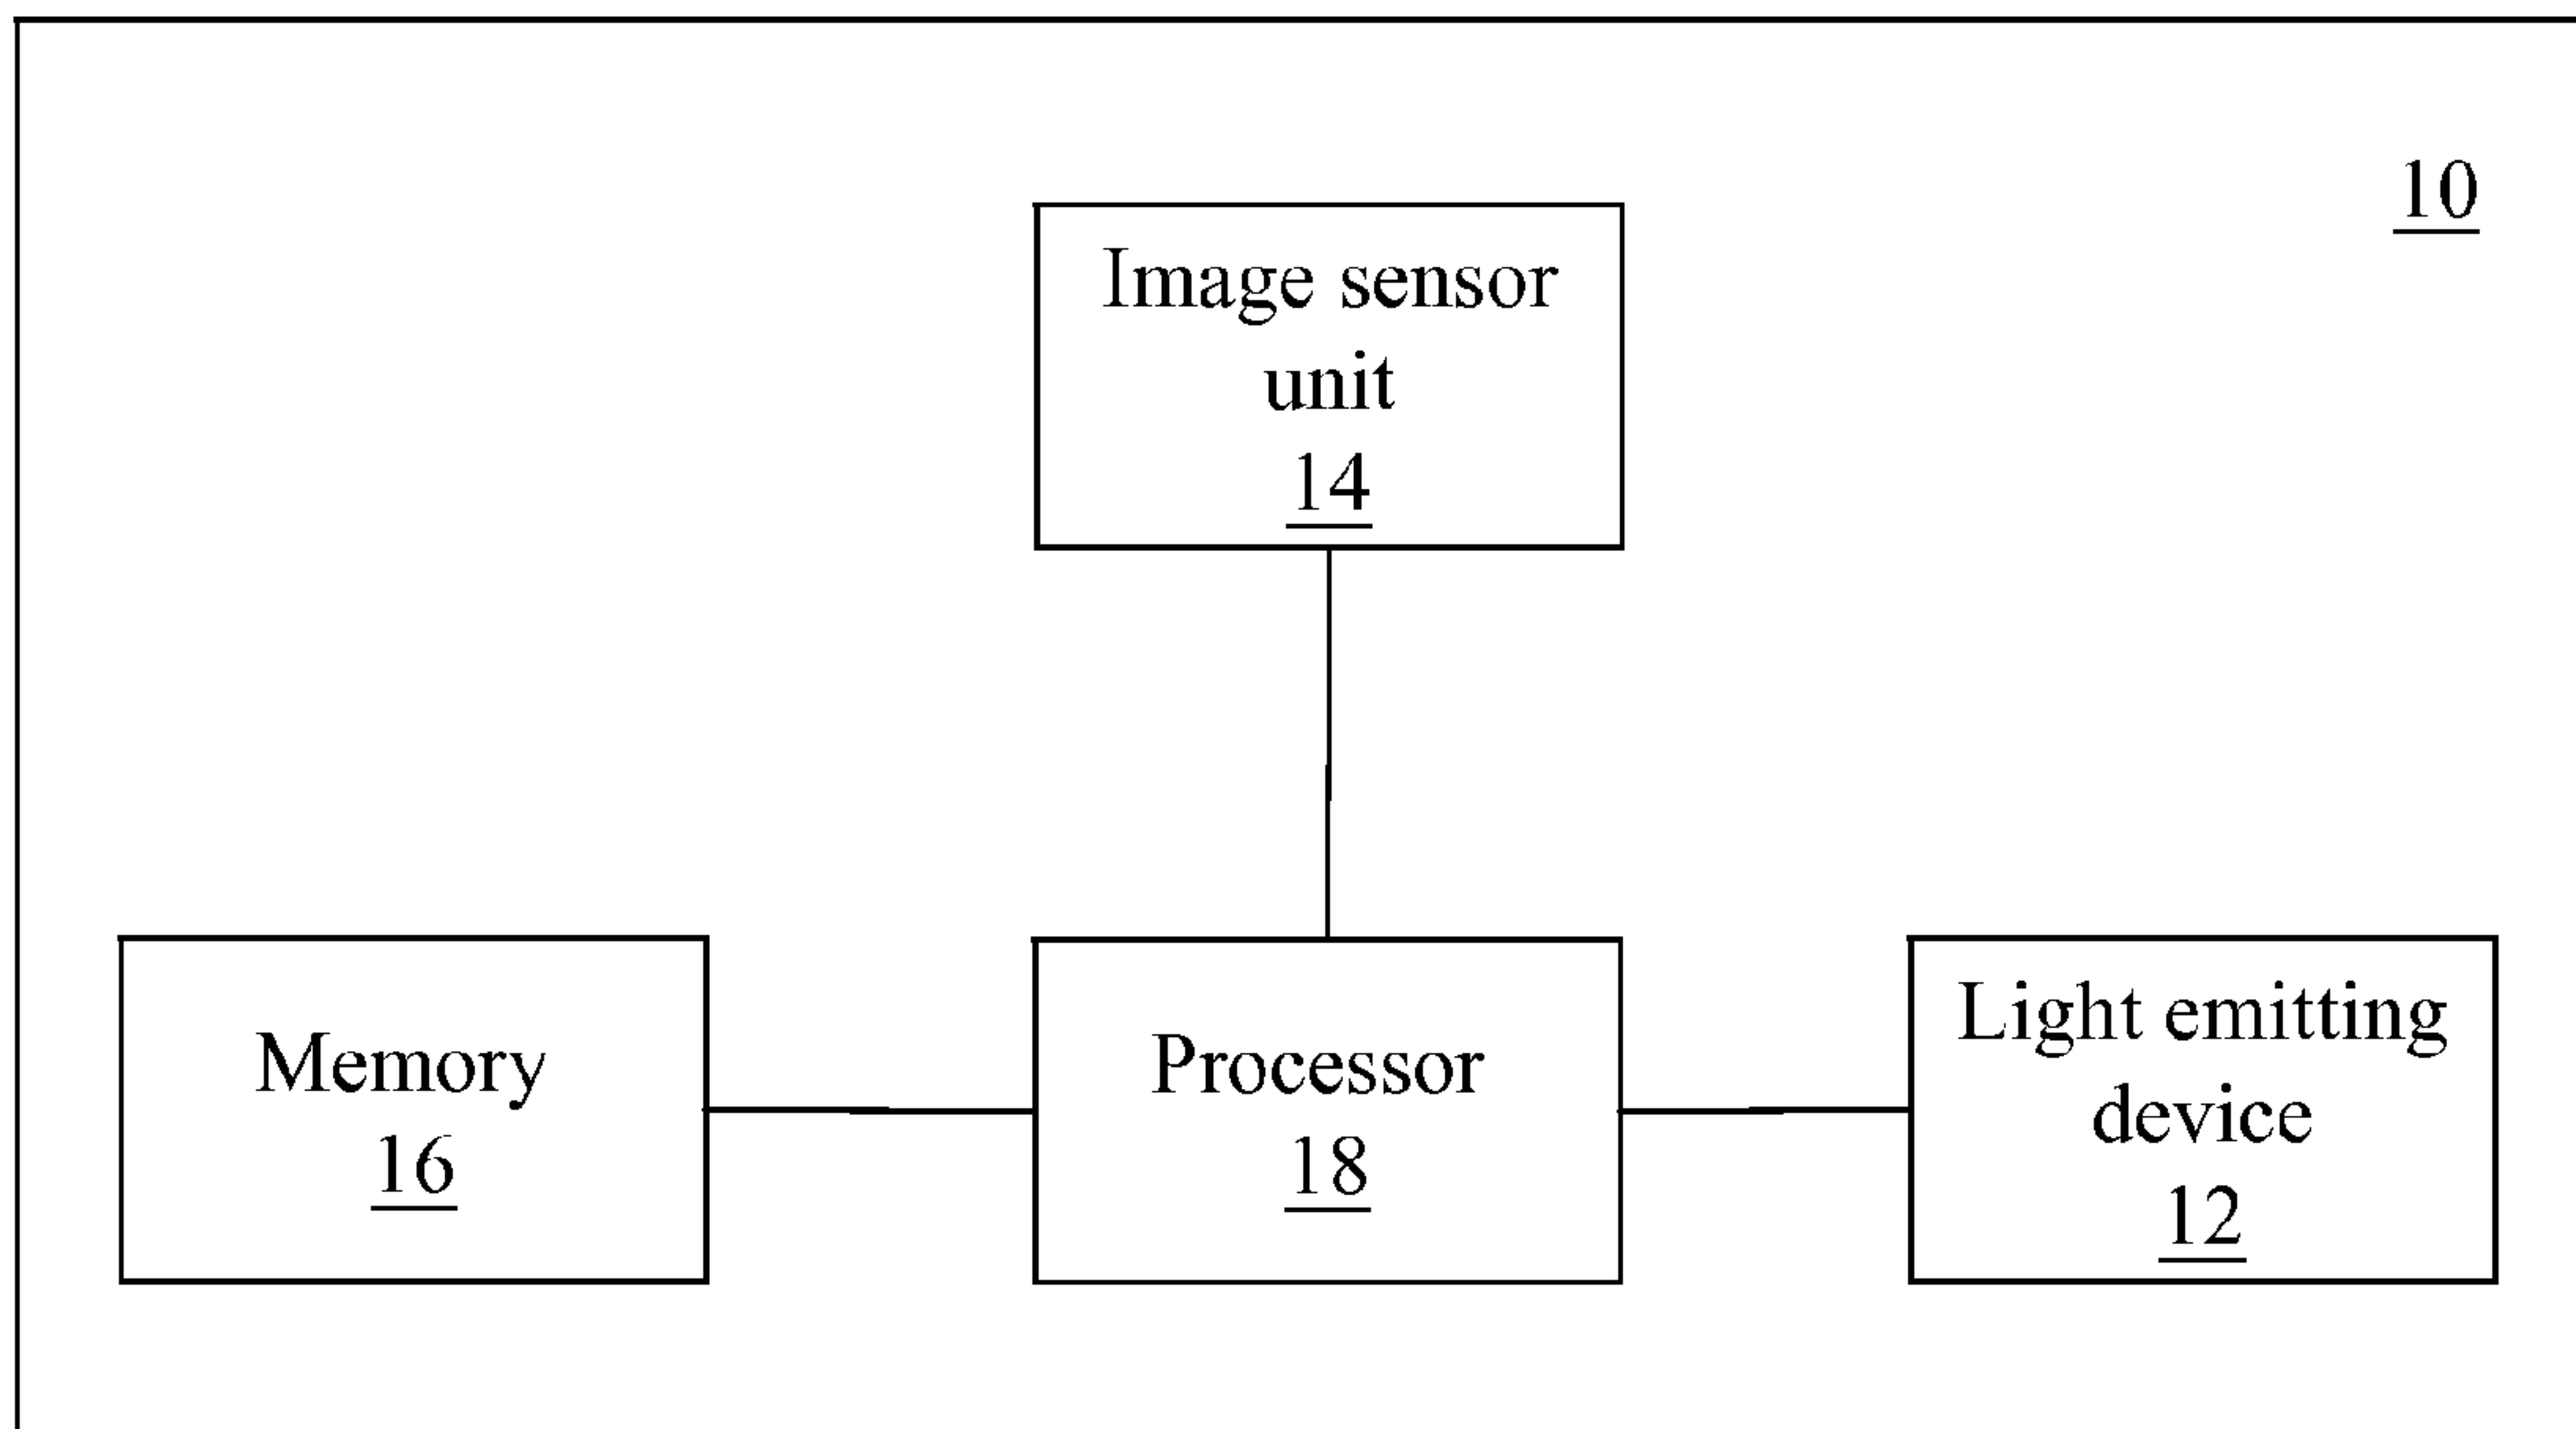 10
Image sensor
unit
14
Memory
16
Processor
18
Light emitting
device
12